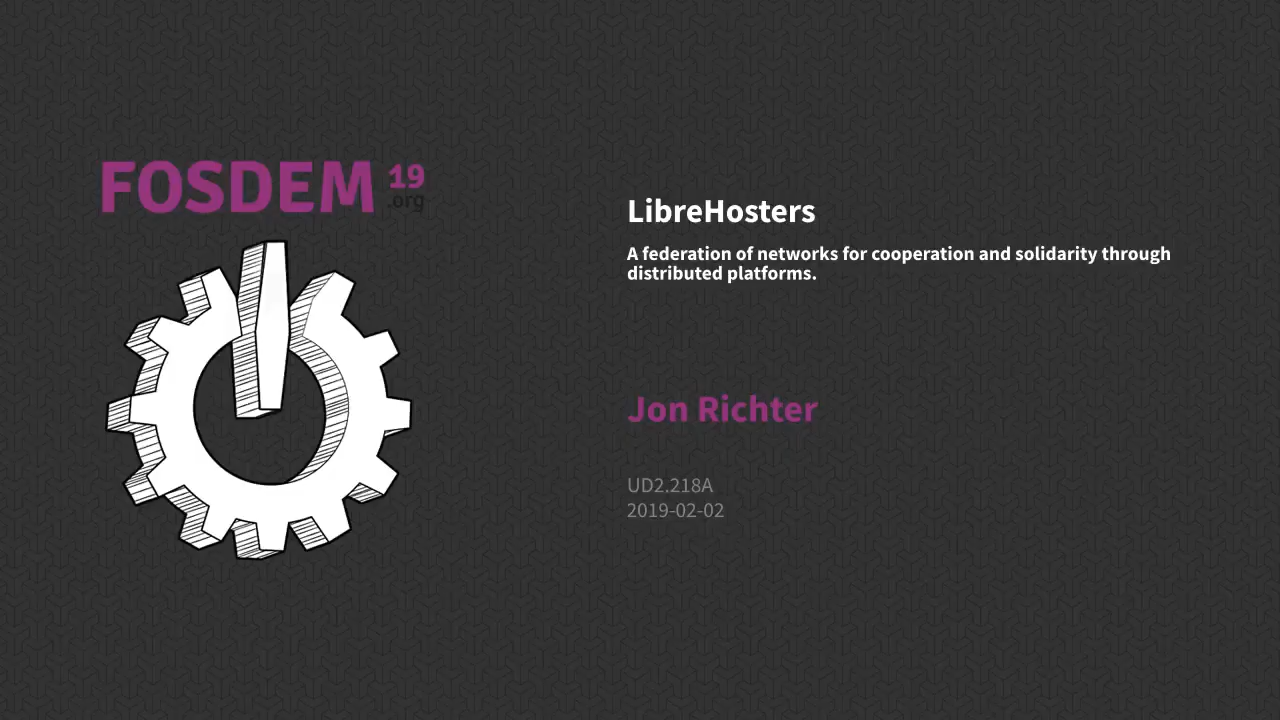 FOSDEM 19
.org
LibreHosters
A federation of networks for cooperation and solidarity through
distributed platforms.
Jon Richter
UD2.218A
2019-02-02